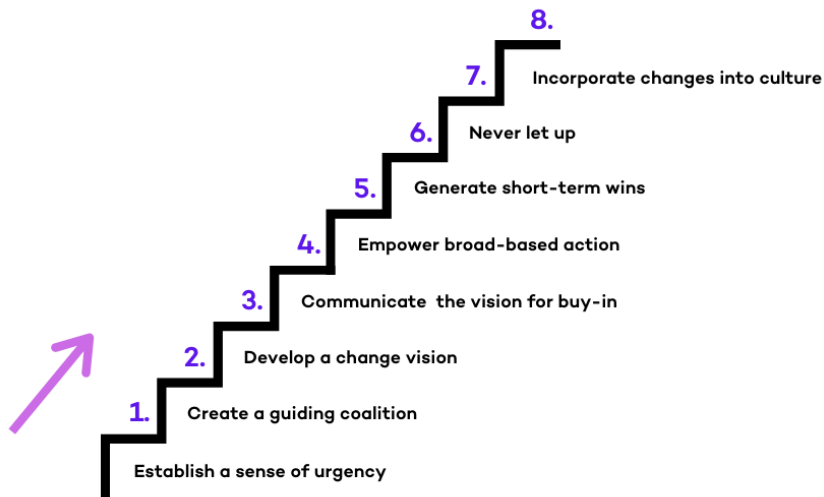 8.
7.
Incorporate changes into culture
6.
Never let up
5.
Generate short-term wins
4.
Empower broad-based action
3.
Communicate the vision for buy-in
2.
Develop a change vision
1.
Create a guiding coalition
Establish a sense of urgency